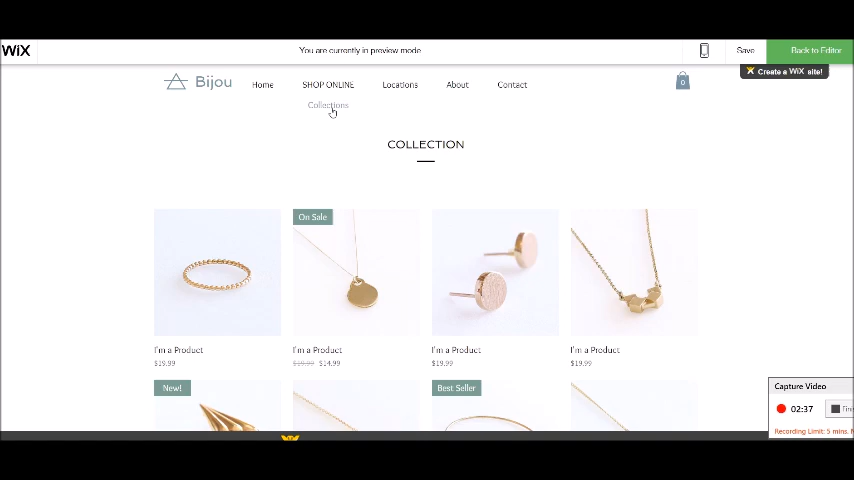 WiX
You are currently in preview mode
Save
Back to Editor
Create a WiX site!
Bijou
Home
SHOP ONLINE
Locations
About
Contact
0
Collections
COLLECTION
On Sale
I'm a Product
I'm a Product
I'm a Product
I'm a Product
$19.99
$19.99 $14.99
$19.99
$19.99
New!
Best Seller
Capture Video
02:37
Recording Limit: 5 mins.